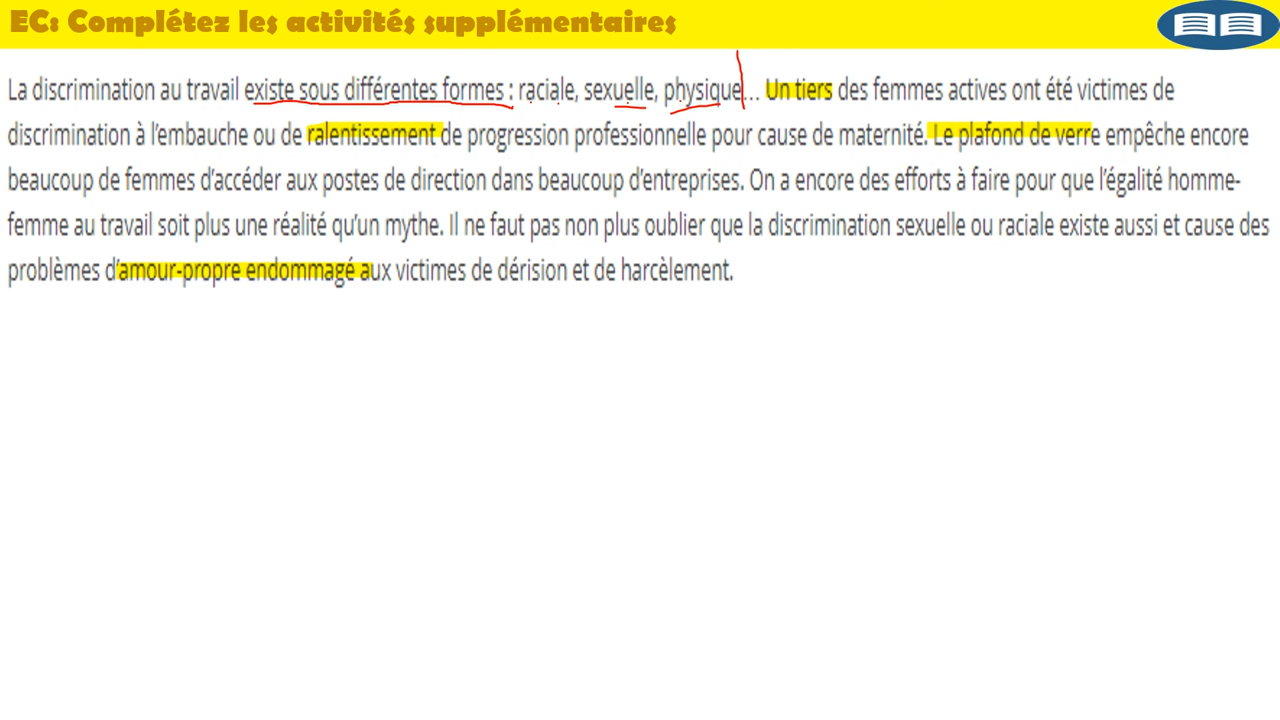 EC: Complétez les activités supplémentaires
La discrimination au travail existe sous différentes formes : raciale, sexuelle, physique... Un tiers des femmes actives ont été victimes de
discrimination à l'embauche ou de ralentissement de progression professionnelle pour cause de maternité. Le plafond de verre empêche encore
beaucoup de femmes d'accéder aux postes de direction dans beaucoup d'entreprises. On a encore des efforts à faire pour que l'égalité homme-
femme au travail soit plus une réalité qu'un mythe. Il ne faut pas non plus oublier que la discrimination sexuelle ou raciale existe aussi et cause des
problèmes d'amour-propre endommagé aux victimes de dérision et de harcèlement.